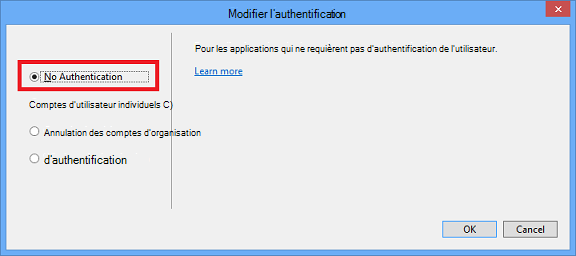 Modifier l'authentification
No Authentication
Comptes d'utilisateur individuels C)
Annulation des comptes d'organisation
d'authentification
Pour les applications qui ne requièrent pas d'authentification de l'utilisateur.
Learn more
OK
Cancel